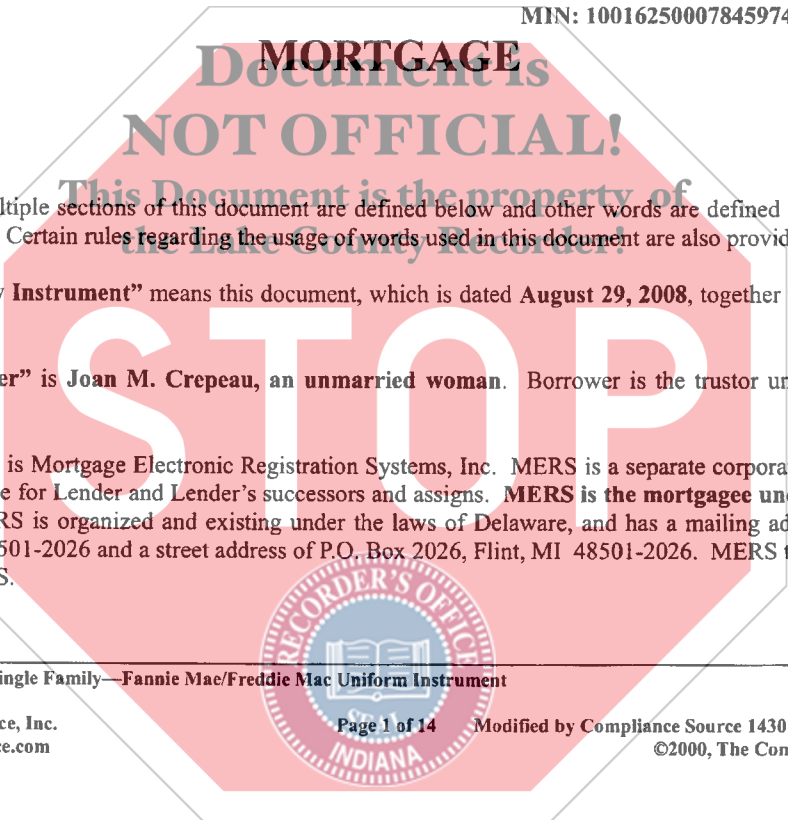 MIN: 10016250007845974
MORTGAGE
Document is
NOT OFFICIAL!
This Document is the property of
the Lake County Recorder!
ltiple sections of this document are defined below and other words are defined
Certain rules regarding the usage of words used in this document are also provid
Instrument” means this document, which is dated August 29, 2008, together
er” is Joan M. Crepeau, an unmarried woman. Borrower is the trustor un
STOP
is Mortgage Electronic Registration Systems, Inc. MERS is a separate corpora
e for Lender and Lender’s successors and assigns. MERS is the mortgagee un
RS is organized and existing under the laws of Delaware, and has a mailing ad
501-2026 and a street address of P.O. Box 2026, Flint, MI 48501-2026. MERS t
S.
RECORDER'S OFFICE
SEAL
INDIANA
ingle Family—Fannie Mae/Freddie Mac Uniform Instrument
ce, Inc. Page 1 of 14 Modified by Compliance Source 1430
ce.com ©2000, The Com